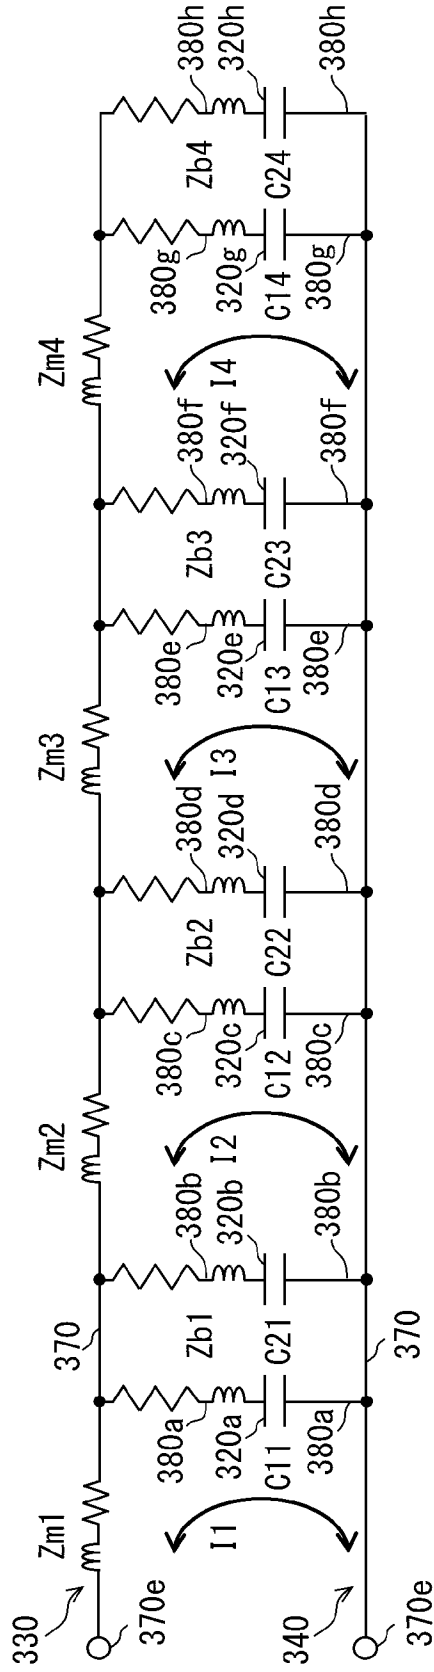 330
370e
Zm1
370
Zm2
Zm3
Zm4
380a
320a
C11
380a
Zb1
380b
320b
C21
380b
380c
320c
C12
380c
Zb2
380d
320d
C22
380d
380e
320e
C13
380e
Zb3
380f
320f
C23
380f
380g
320g
C14
380g
Zb4
380h
320h
C24
380h
I1
I2
I3
I4
340
370e
370